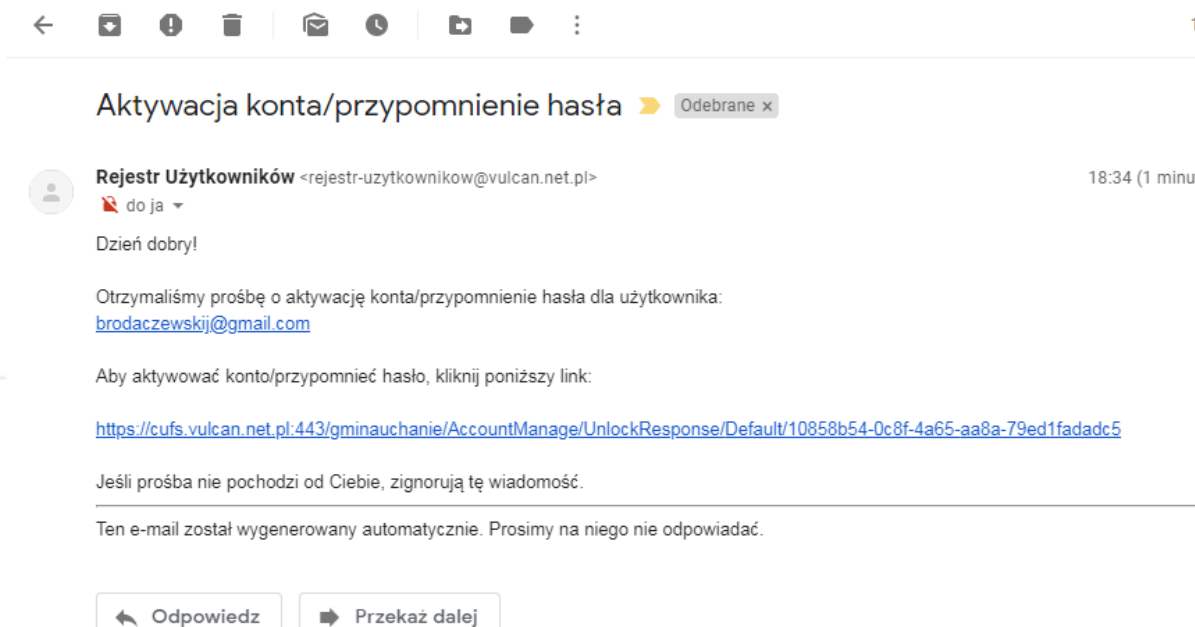 Aktywacja konta/przypomnienie hasła Odebrane x
Rejestr Użytkowników <rejestr-uzytkownikow@vulcan.net.pl> 18:34 (1 minu
do ja
Dzień dobry!
Otrzymaliśmy prośbę o aktywację konta/przypomnienie hasła dla użytkownika:
brodaczewskij@gmail.com
Aby aktywować konto/przypomnieć hasło, kliknij poniższy link:
https://cufs.vulcan.net.pl:443/gminauchanie/AccountManage/UnlockResponse/Default/10858b54-0c8f-4a65-aa8a-79ed1fadadc5
Jeśli prośba nie pochodzi od Ciebie, zignorują tę wiadomość.
Ten e-mail został wygenerowany automatycznie. Prosimy na niego nie odpowiadać.
Odpowiedz Przekaż dalej